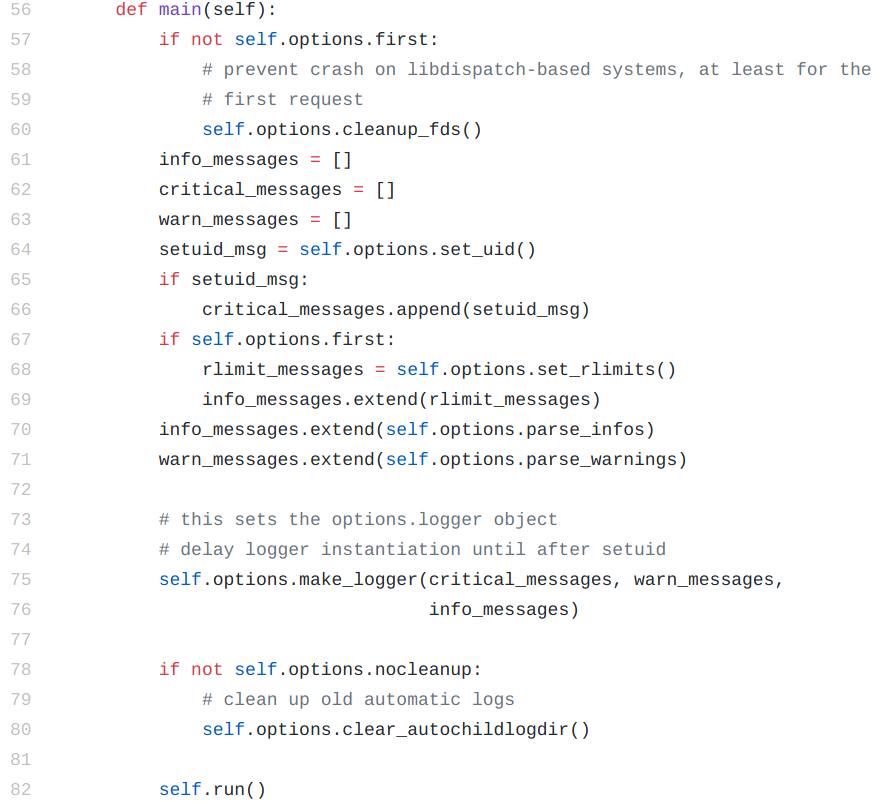 56 def main(self):
57 if not self.options.first:
58 # prevent crash on libdispatch-based systems, at least for the
59 # first request
60 self.options.cleanup_fds()
61 info_messages = []
62 critical_messages = []
63 warn_messages = []
64 setuid_msg = self.options.set_uid()
65 if setuid_msg:
66 critical_messages.append(setuid_msg)
67 if self.options.first:
68 rlimit_messages = self.options.set_rlimits()
69 info_messages.extend(rlimit_messages)
70 info_messages.extend(self.options.parse_infos)
71 warn_messages.extend(self.options.parse_warnings)
72
73 # this sets the options.logger object
74 # delay logger instantiation until after setuid
75 self.options.make_logger(critical_messages, warn_messages,
76 info_messages)
77
78 if not self.options.nocleanup:
79 # clean up old automatic logs
80 self.options.clear_autochildlogdir()
81
82 self.run()